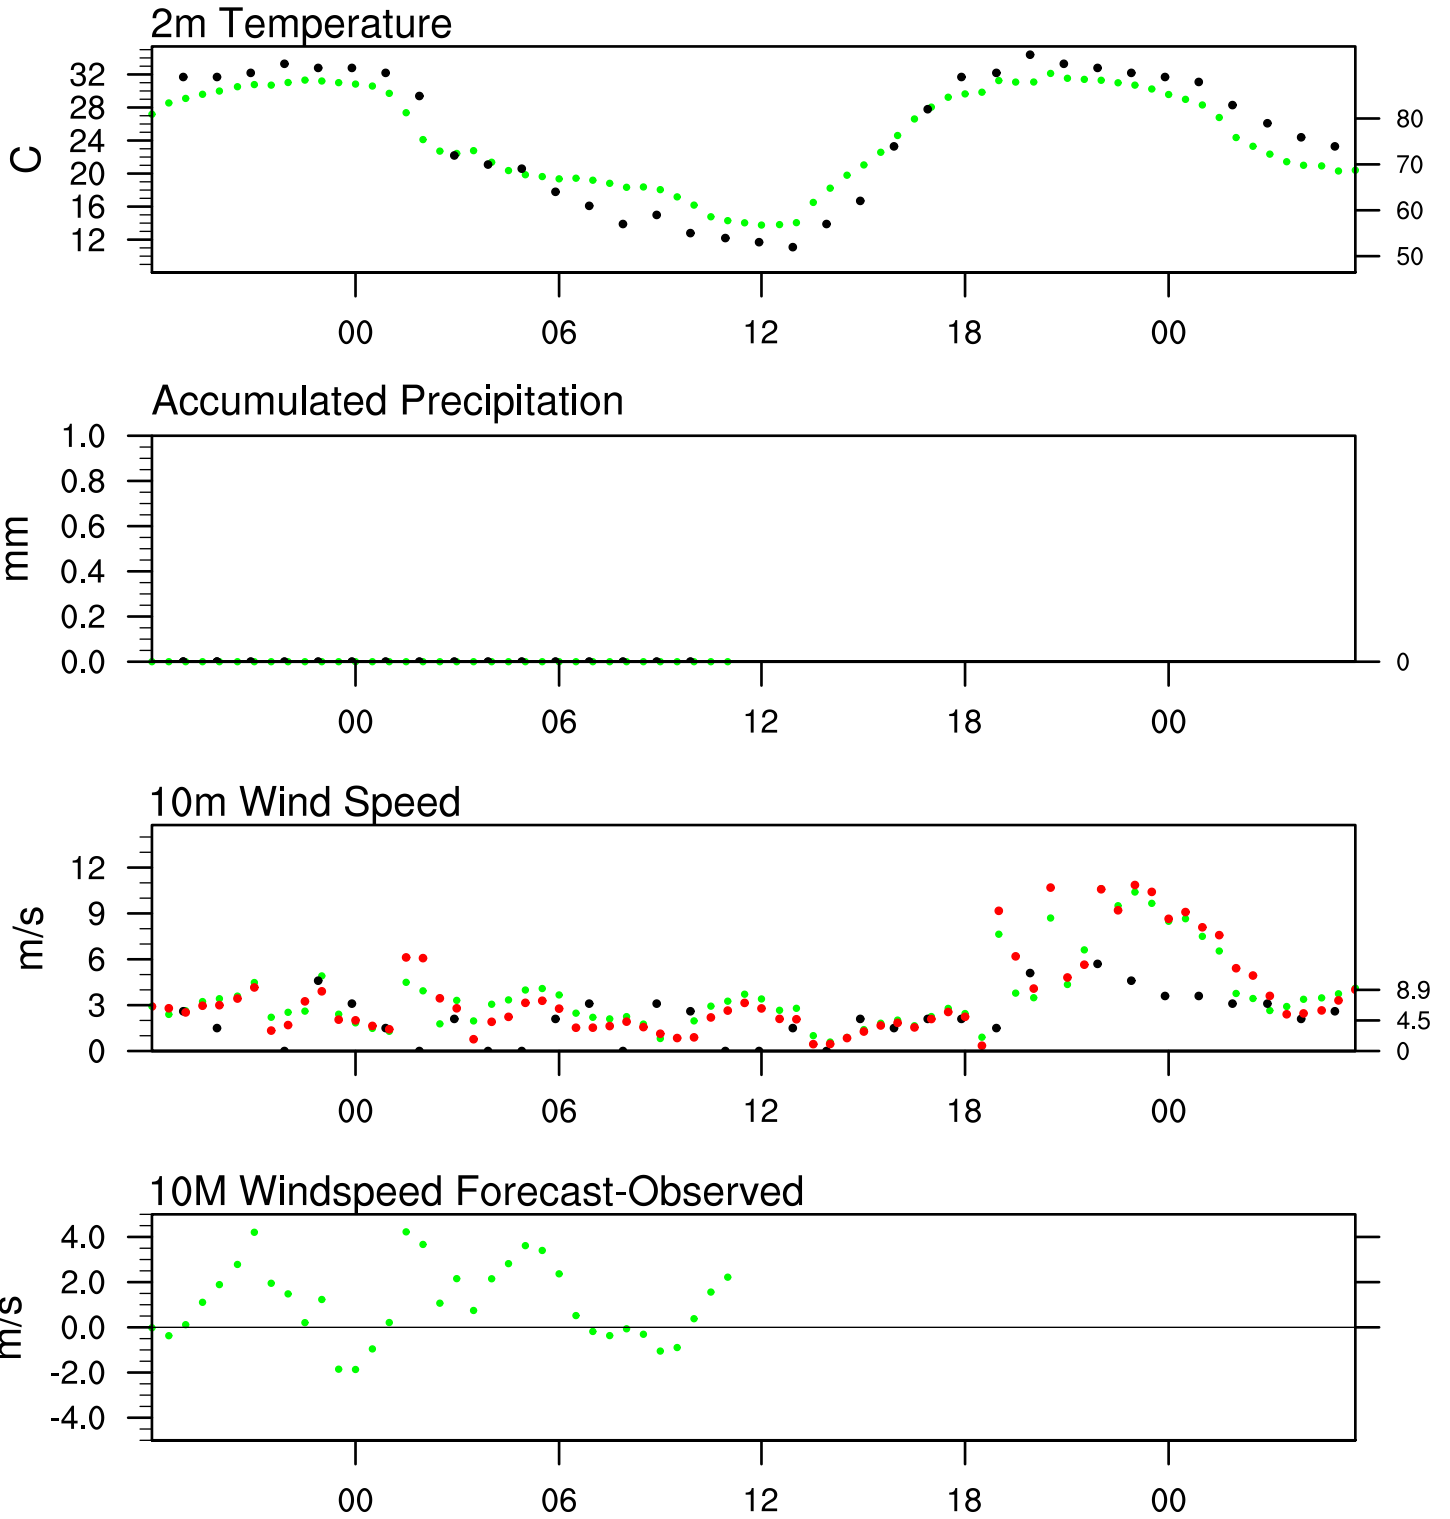 2m Temperature
32
28
24
20
16
12
C
80
70
60
50
00 06 12 18 00
Accumulated Precipitation
1.0
0.8
0.6
0.4
0.2
0.0
mm
0
00 06 12 18 00
10m Wind Speed
12
9
6
3
0
m/s
8.9
4.5
0
00 06 12 18 00
10M Windspeed Forecast-Observed
4.0
2.0
0.0
-2.0
-4.0
m/s
00 06 12 18 00